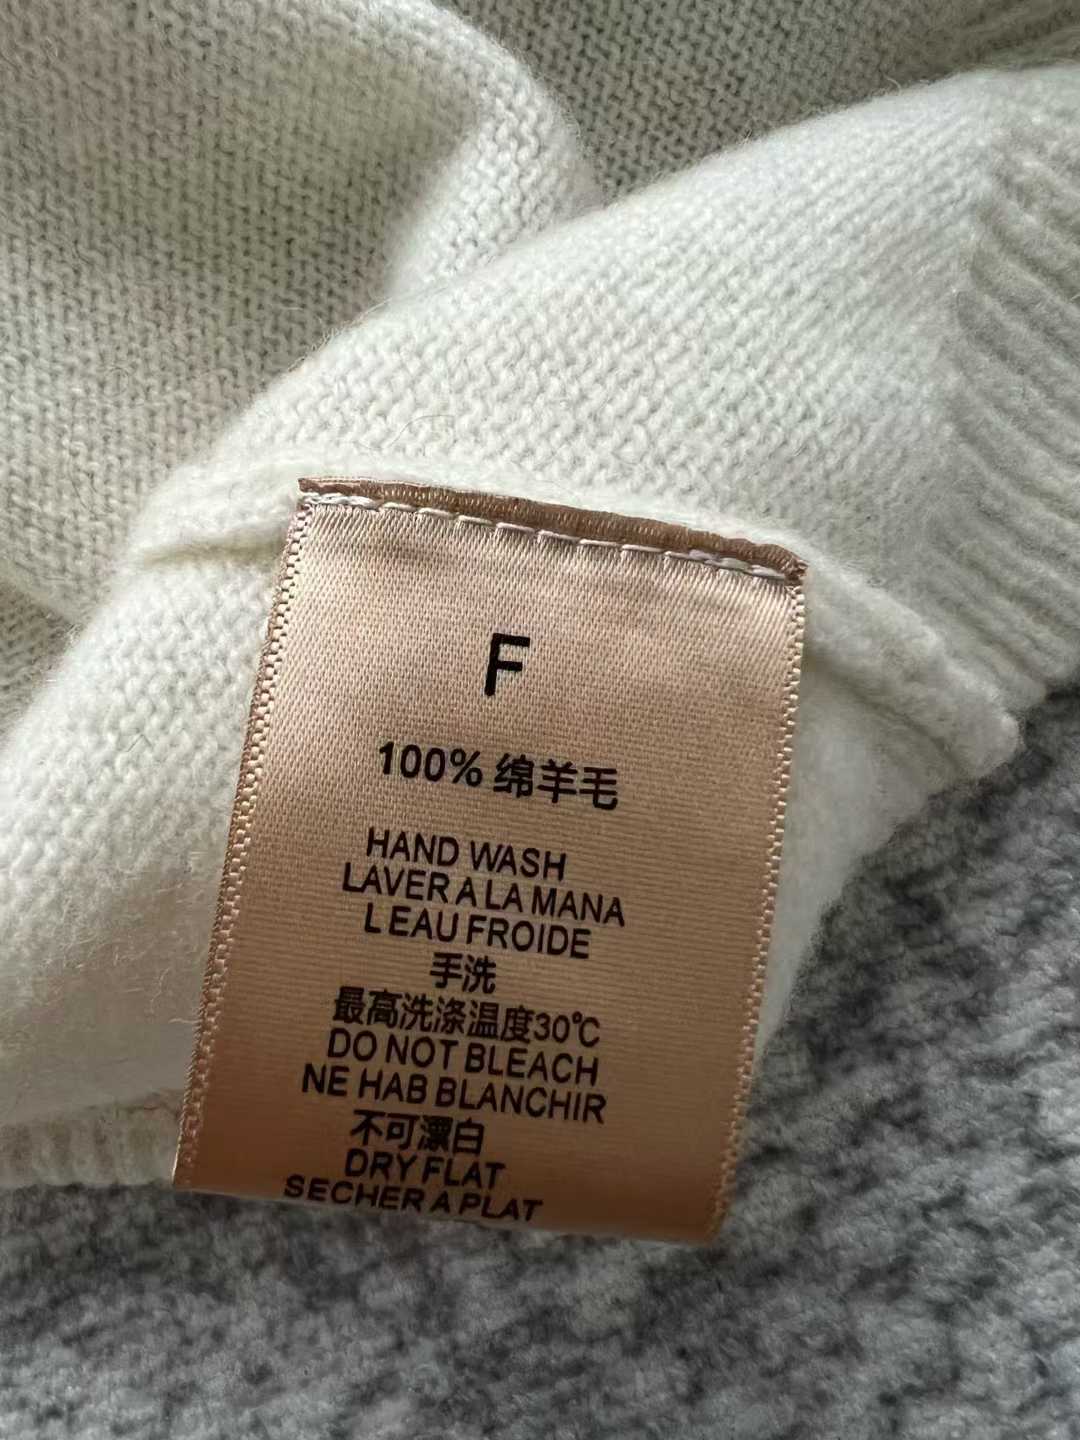 F
100% 绵羊毛
HAND WASH
LAVER A LA MANA
LEAU FROIDE
手洗
最高洗涤温度30℃
DO NOT BLEACH
NE HAB BLANCHIR
不可漂白
DRY FLAT
SECHER A PLAT